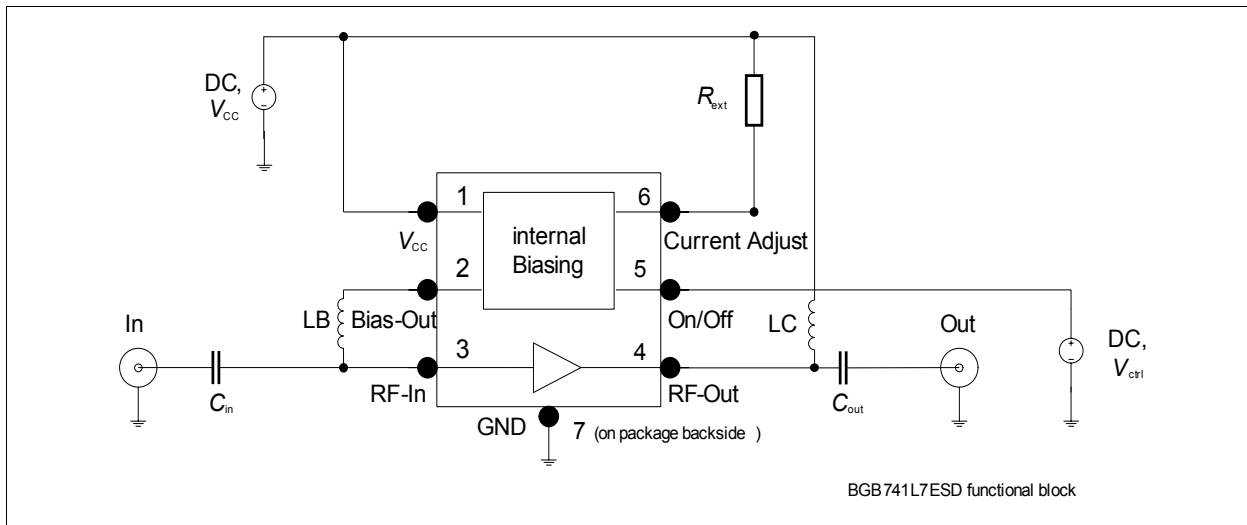 DC,
VCC
Rext
1
6
VCC
internal
Biasing
Current Adjust
2
5
In
LB
Bias-Out
On/Off
LC
Out
DC,
Vctrl
3
4
Cin
RF-In
RF-Out
Cout
GND
7 (on package backside )
BGB741L7ESD functional block